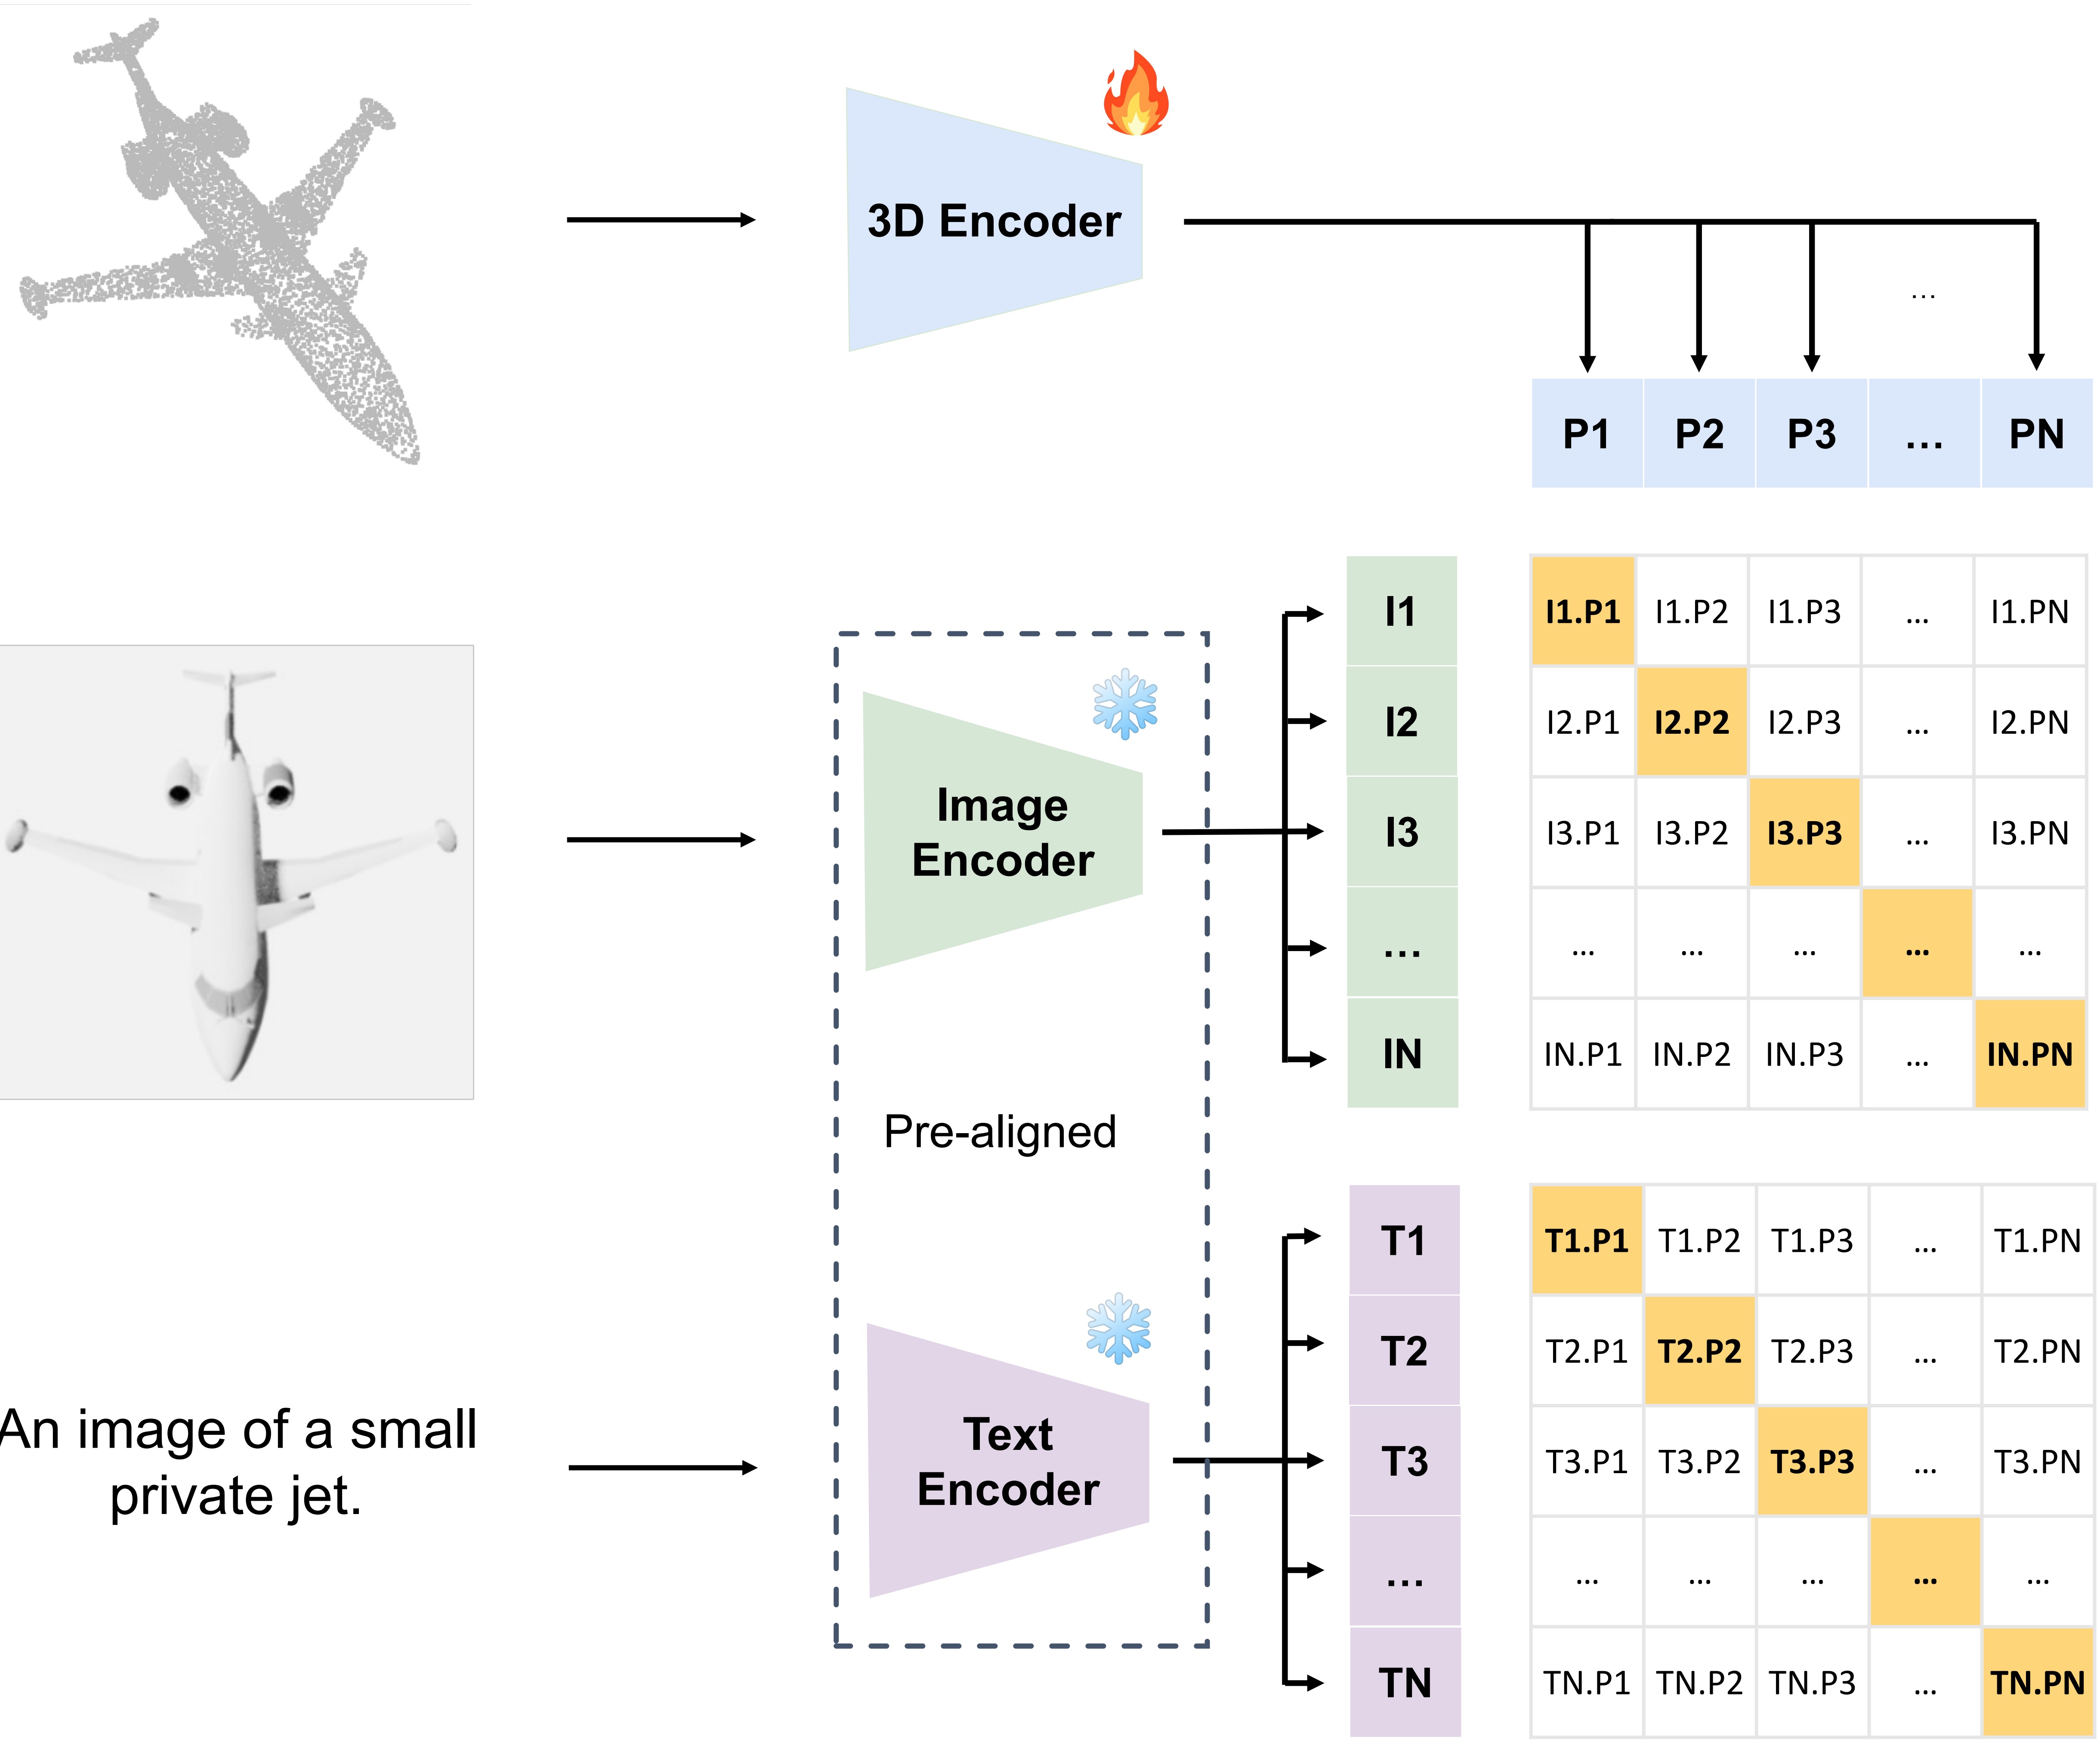 3D Encoder
...
P1 P2 P3 ... PN
I1 I1.P1 I1.P2 I1.P3 ... I1.PN
I2 I2.P1 I2.P2 I2.P3 ... I2.PN
Image
Encoder
I3 I3.P1 I3.P2 I3.P3 ... I3.PN
... ... ... ... ... ...
IN IN.P1 IN.P2 IN.P3 ... IN.PN
Pre-aligned
T1 T1.P1 T1.P2 T1.P3 ... T1.PN
T2 T2.P1 T2.P2 T2.P3 ... T2.PN
An image of a small
private jet.
Text
Encoder
T3 T3.P1 T3.P2 T3.P3 ... T3.PN
... ... ... ... ... ...
TN TN.P1 TN.P2 TN.P3 ... TN.PN